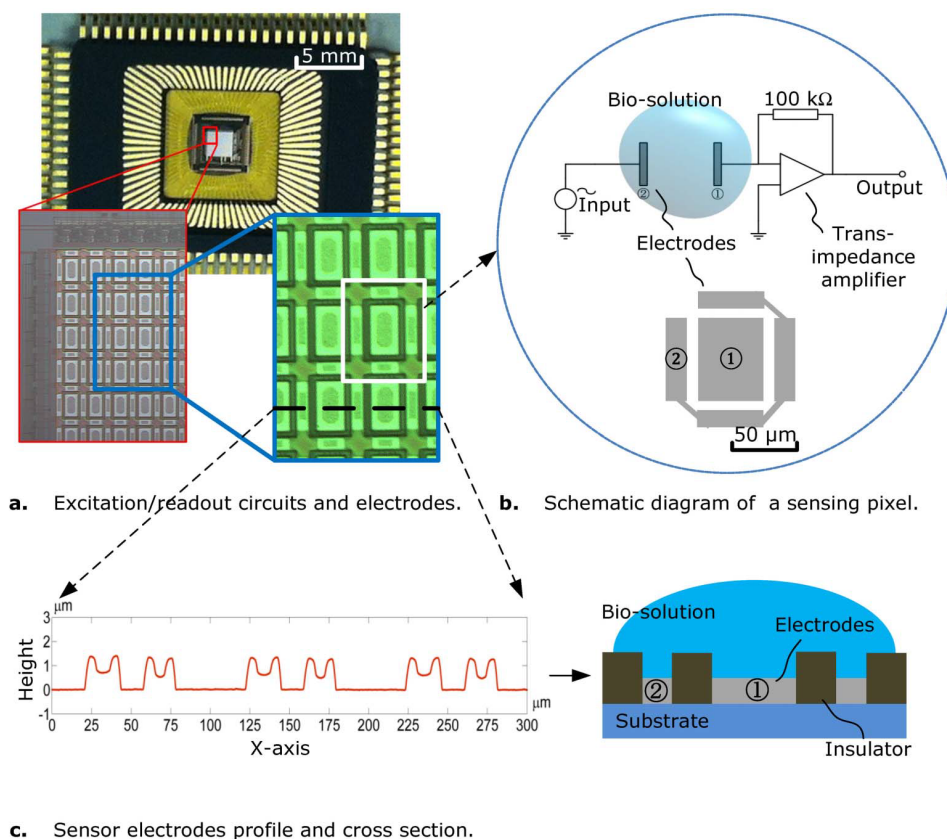 5 mm
Bio-solution
100 kΩ
② ①
Input
Output
Electrodes
Trans-
impedance
amplifier
② ①
50 μm
a. Excitation/readout circuits and electrodes.
b. Schematic diagram of a sensing pixel.
μm
3
2
1
0
-1
Height
0 25 50 75 100 125 150 175 200 225 250 275 300
μm
X-axis
Bio-solution
Electrodes
② ①
Substrate
Insulator
c. Sensor electrodes profile and cross section.